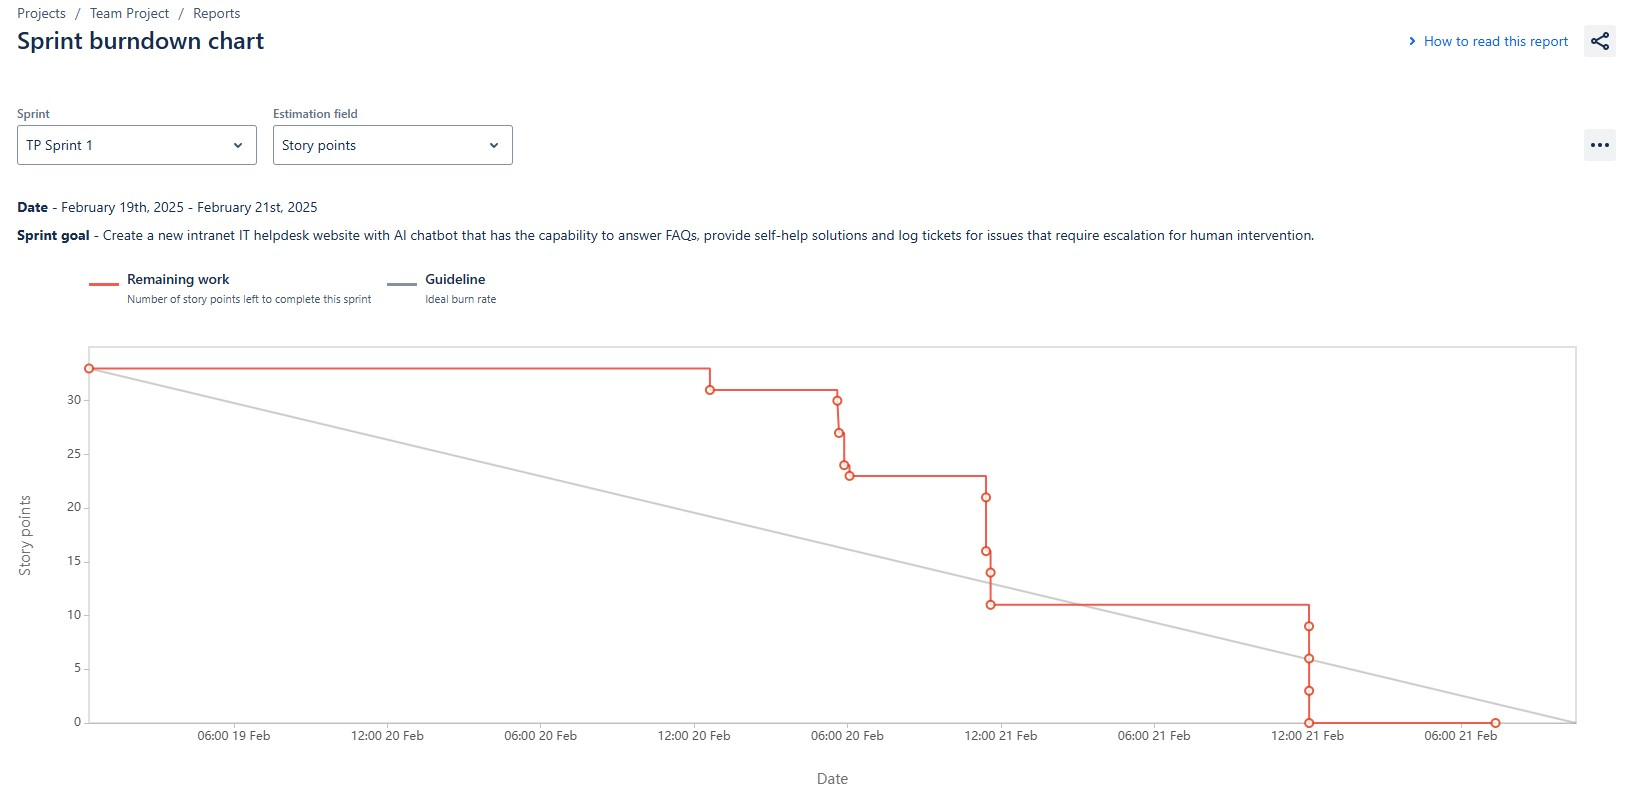 Projects / Team Project / Reports
Sprint burndown chart
How to read this report
Sprint
Estimation field
TP Sprint 1
Story points
Date - February 19th, 2025 - February 21st, 2025
Sprint goal - Create a new intranet IT helpdesk website with AI chatbot that has the capability to answer FAQs, provide self-help solutions and log tickets for issues that require escalation for human intervention.
Remaining work
Number of story points left to complete this sprint
Guideline
Ideal burn rate
Story points
30
25
20
15
10
5
0
06:00 19 Feb
12:00 20 Feb
06:00 20 Feb
12:00 20 Feb
06:00 20 Feb
12:00 21 Feb
06:00 21 Feb
12:00 21 Feb
06:00 21 Feb
Date